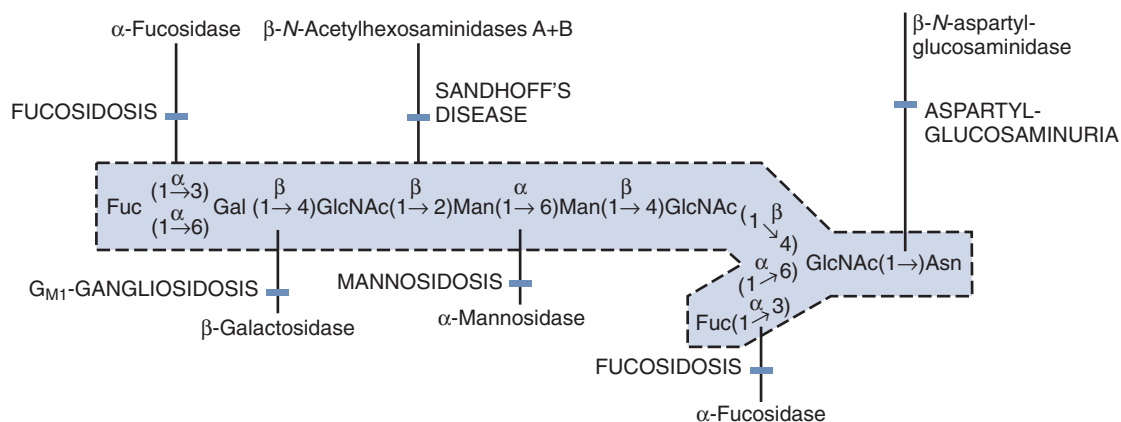 α-Fucosidase
β-N-Acetylhexosaminidases A+B
β-N-aspartyl-
glucosaminidase
FUCOSIDOSIS
SANDHOFF'S
DISEASE
ASPARTYL-
GLUCOSAMINURIA
Fuc (1 α→ 3) (1 α→ 6) Gal (1 β→ 4)GlcNAc(1 β→ 2)Man(1 α→ 6)Man(1 β→ 4)GlcNAc (1 β↘ 4)
(1 α↗ 6) GlcNAc(1→)Asn
Fuc(1 α↗ 3)
G_M1-GANGLIOSIDOSIS
β-Galactosidase
MANNOSIDOSIS
α-Mannosidase
FUCOSIDOSIS
α-Fucosidase